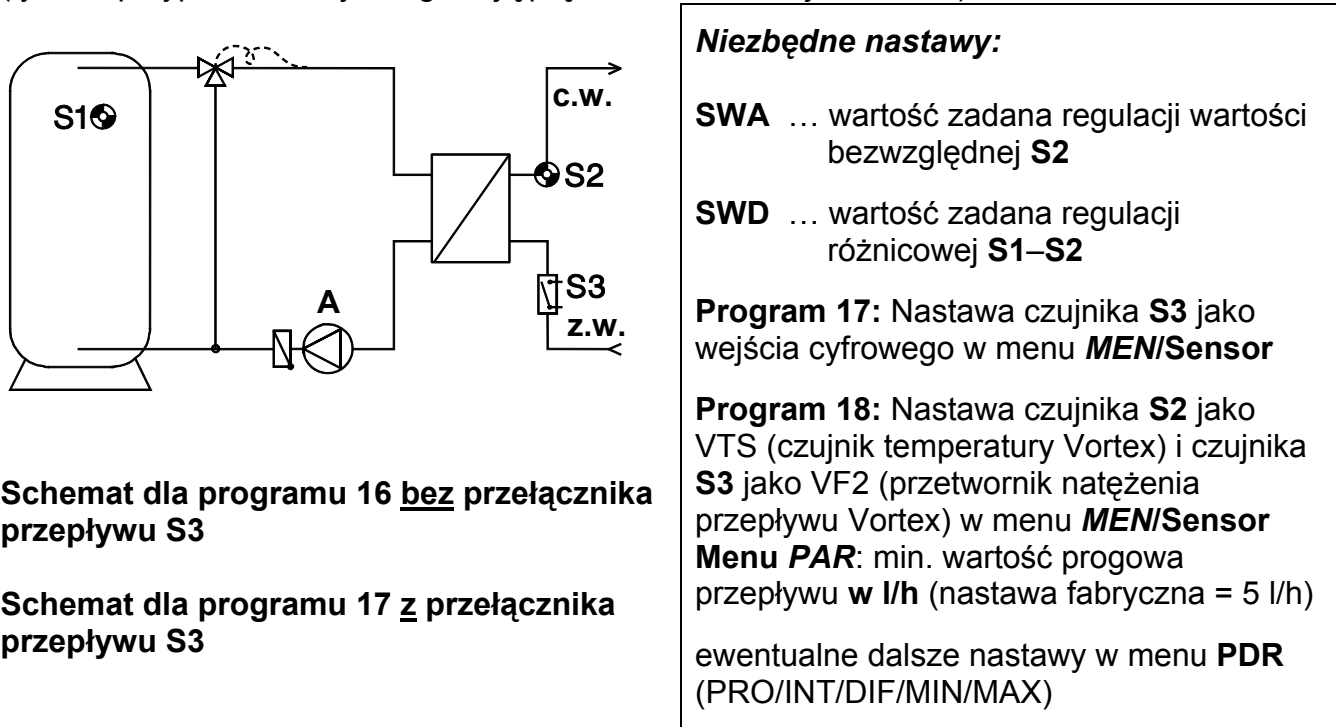 S1
c.w.
S2
A
S3
z.w.
Schemat dla programu 16 bez przełącznika
przepływu S3
Schemat dla programu 17 z przełącznika
przepływu S3
Niezbędne nastawy:
SWA … wartość zadana regulacji wartości
bezwzględnej S2
SWD … wartość zadana regulacji
różnicowej S1–S2
Program 17: Nastawa czujnika S3 jako
wejścia cyfrowego w menu MEN/Sensor
Program 18: Nastawa czujnika S2 jako
VTS (czujnik temperatury Vortex) i czujnika
S3 jako VF2 (przetwornik natężenia
przepływu Vortex) w menu MEN/Sensor
Menu PAR: min. wartość progowa
przepływu w l/h (nastawa fabryczna = 5 l/h)
ewentualne dalsze nastawy w menu PDR
(PRO/INT/DIF/MIN/MAX)